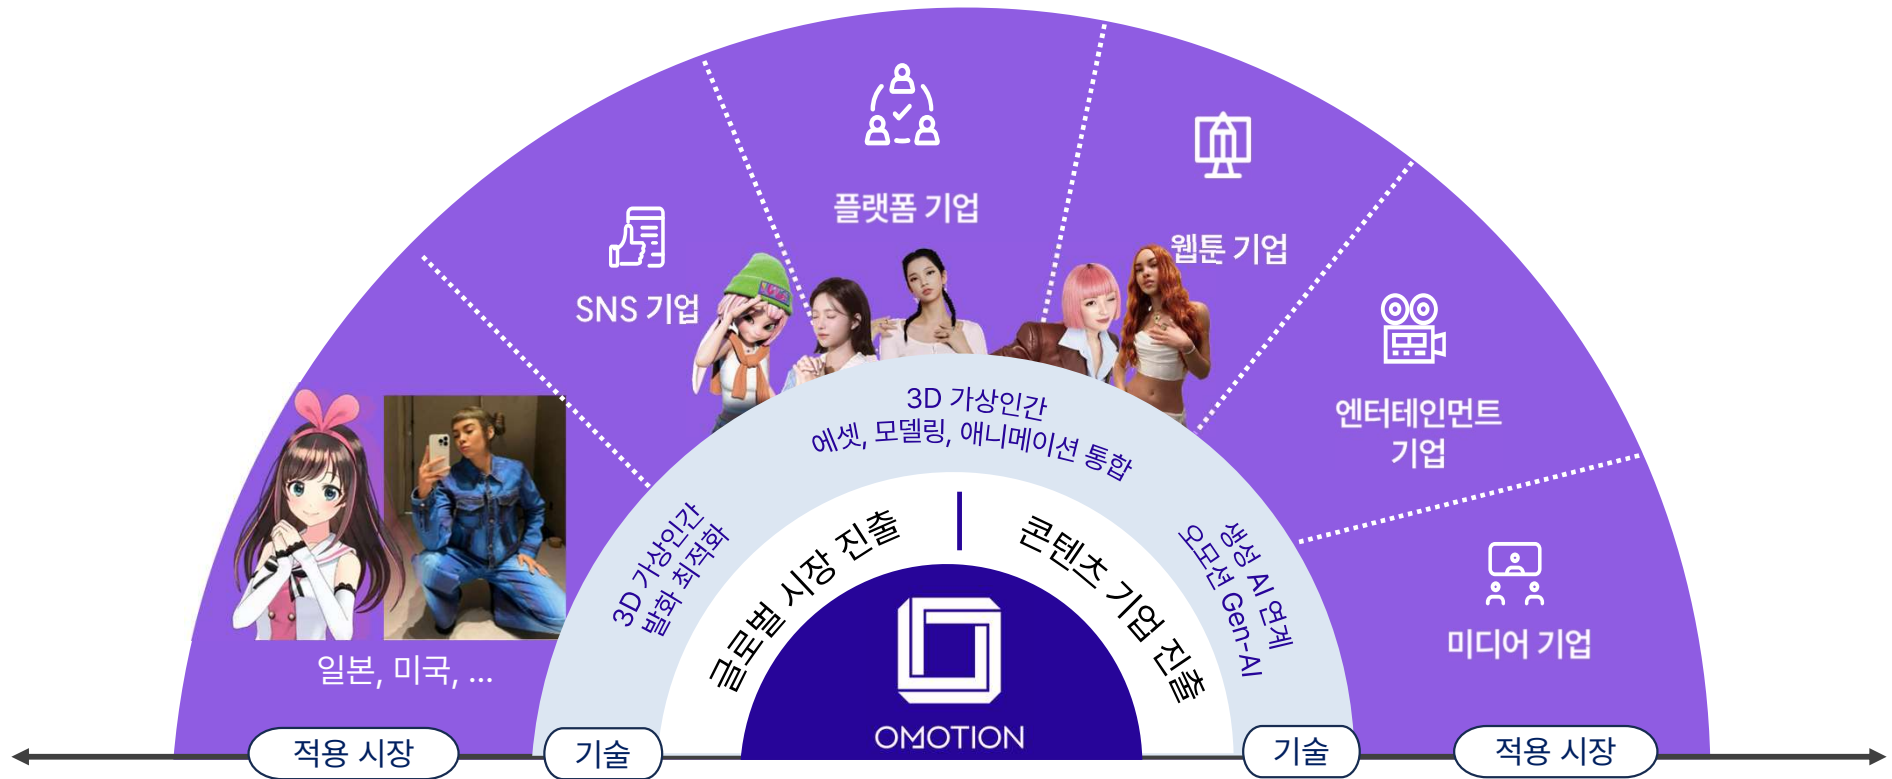 플랫폼 기업
웹툰 기업
SNS 기업
엔터테인먼트
기업
미디어 기업
일본, 미국, ...
3D 가상인간
에셋, 모델링, 애니메이션 통합
3D 가상인간
발화 최적화
생성 AI 연계
오모션 Gen-AI
글로벌 시장 진출
콘텐츠 기업 진출
OMOTION
적용 시장
기술
기술
적용 시장